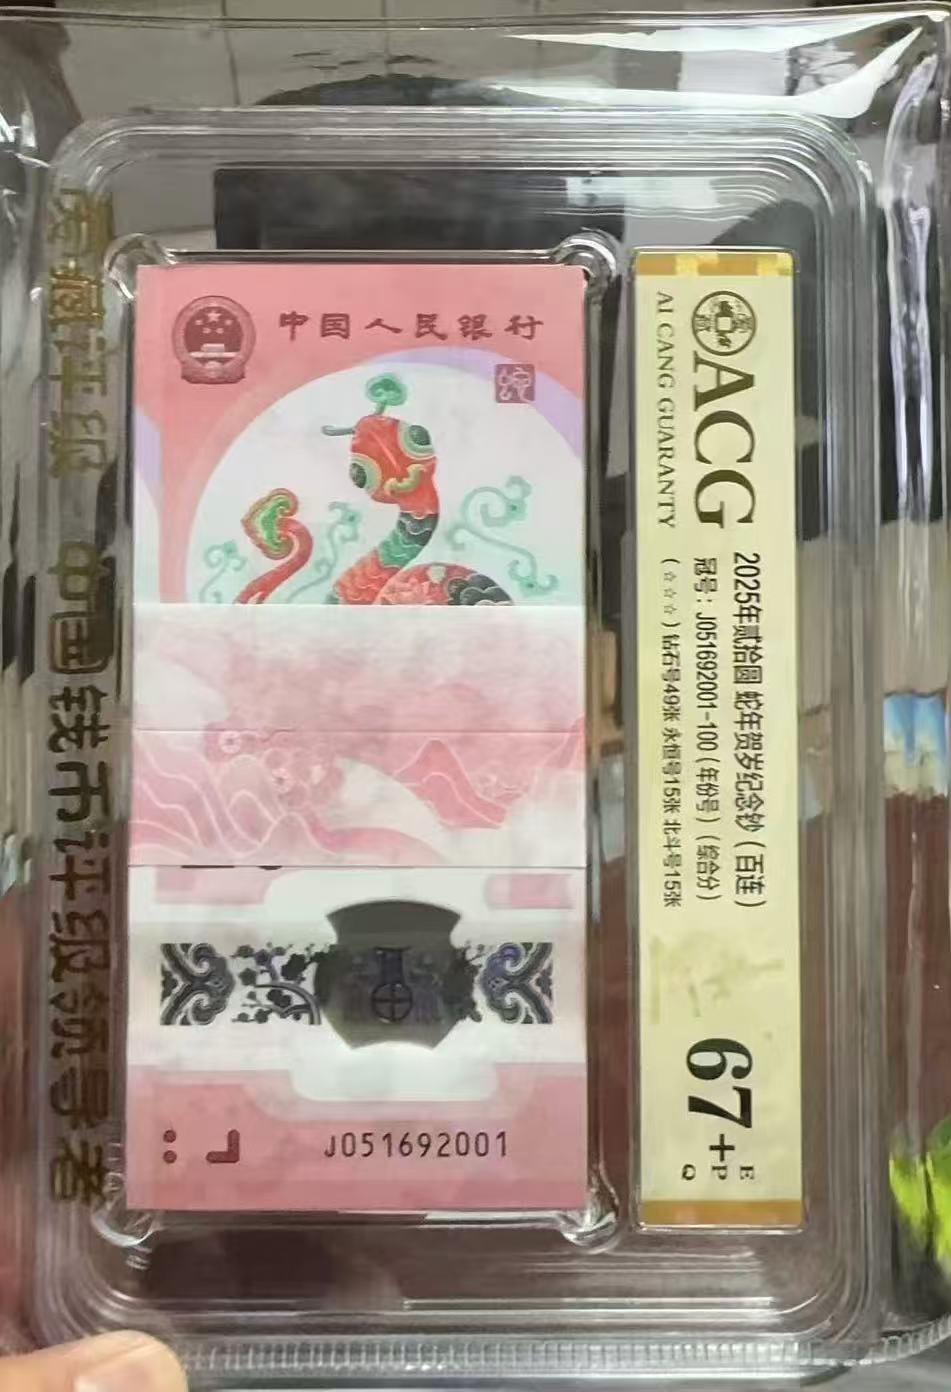 中国人民银行
J051692001
ACG
AI CANG GUARANTY
2025年贰拾圆 蛇年贺岁纪念钞（百连）
冠号：J051692001-100（年份号）（综合分）
（☆☆☆）钻石号49张 永恒号15张 北斗号15张
67+
E
P
Q
爱藏评级 中国钱币评级领导者